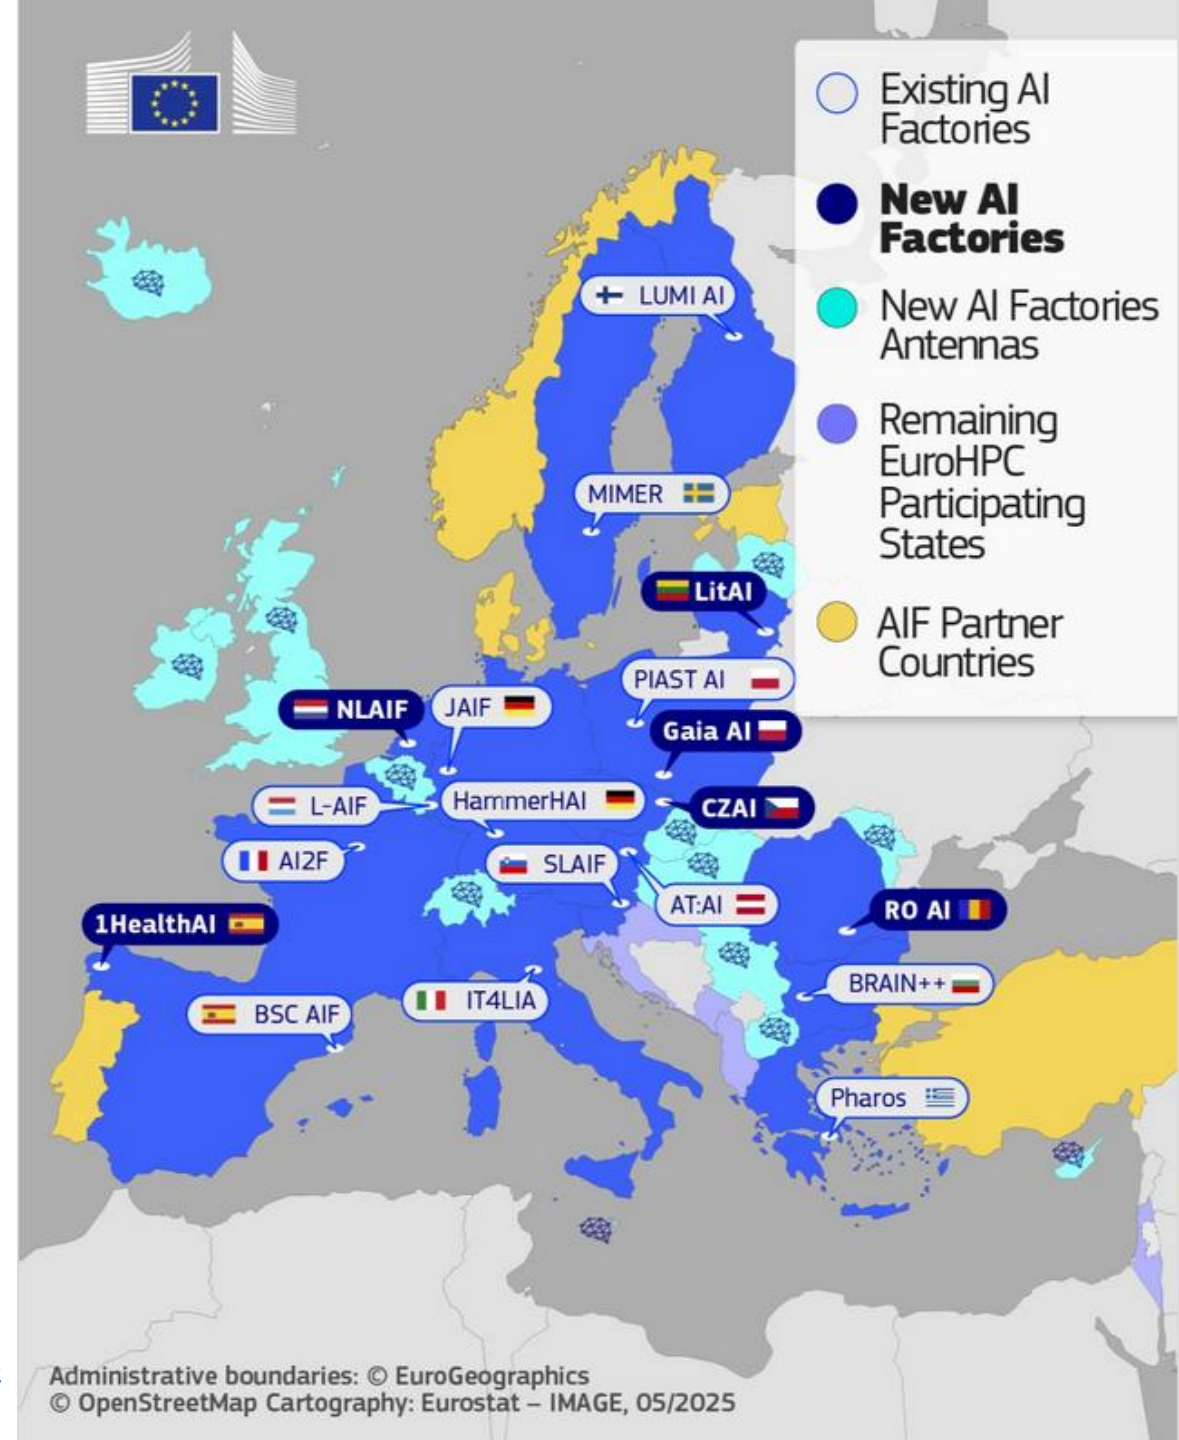 Existing AI
Factories
New AI
Factories
New AI Factories
Antennas
Remaining
EuroHPC
Participating
States
AIF Partner
Countries
LUMI AI
MIMER
LitAI
PIAST AI
NLAIF
JAIF
Gaia AI
L-AIF
HammerHAI
CZAI
AI2F
SLAIF
AT:AI
1HealthAI
RO AI
BRAIN++
IT4LIA
BSC AIF
Pharos
Administrative boundaries: © EuroGeographics
© OpenStreetMap Cartography: Eurostat – IMAGE, 05/2025